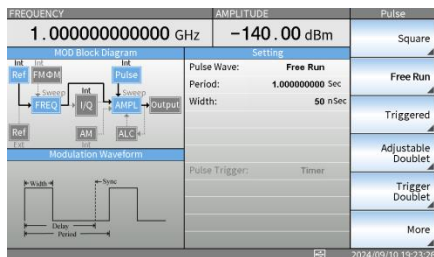 FREQUENCY
AMPLITUDE
Pulse
1.000000000000 GHz
-140.00 dBm
Square
MOD Block Diagram
Setting
Int
Int
Ref
FMΦM
Pulse
Sweep
Int
Sweep
FREQ
I/Q
AMPL
Output
Ref
AM
ALC
Ext
Int
Pulse Wave: Free Run
Period: 1.000000000 Sec
Width: 50 nSec
Free Run
Triggered
Modulation Waveform
Pulse Trigger: Timer
Adjustable
Doublet
Width
Sync
Delay
Period
Trigger
Doublet
More
2024/09/10 19:23:26